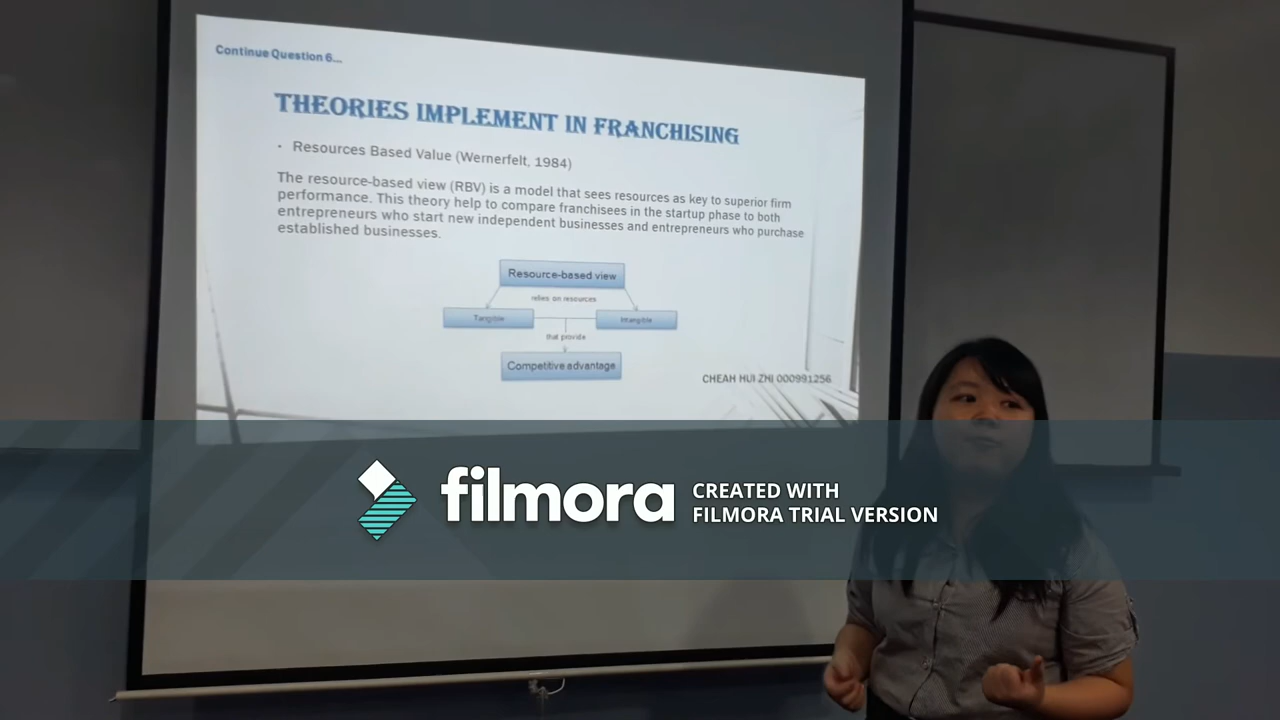 Continue Question 6...
THEORIES IMPLEMENT IN FRANCHISING
• Resources Based Value (Wernerfelt, 1984)
The resource-based view (RBV) is a model that sees resources as key to superior firm
performance. This theory help to compare franchisees in the startup phase to both
entrepreneurs who start new independent businesses and entrepreneurs who purchase
established businesses.
Resource-based view
relies on resources
Tangible
Intangible
that provide
Competitive advantage
CHEAH HUI ZHI 000991256
filmora
CREATED WITH
FILMORA TRIAL VERSION